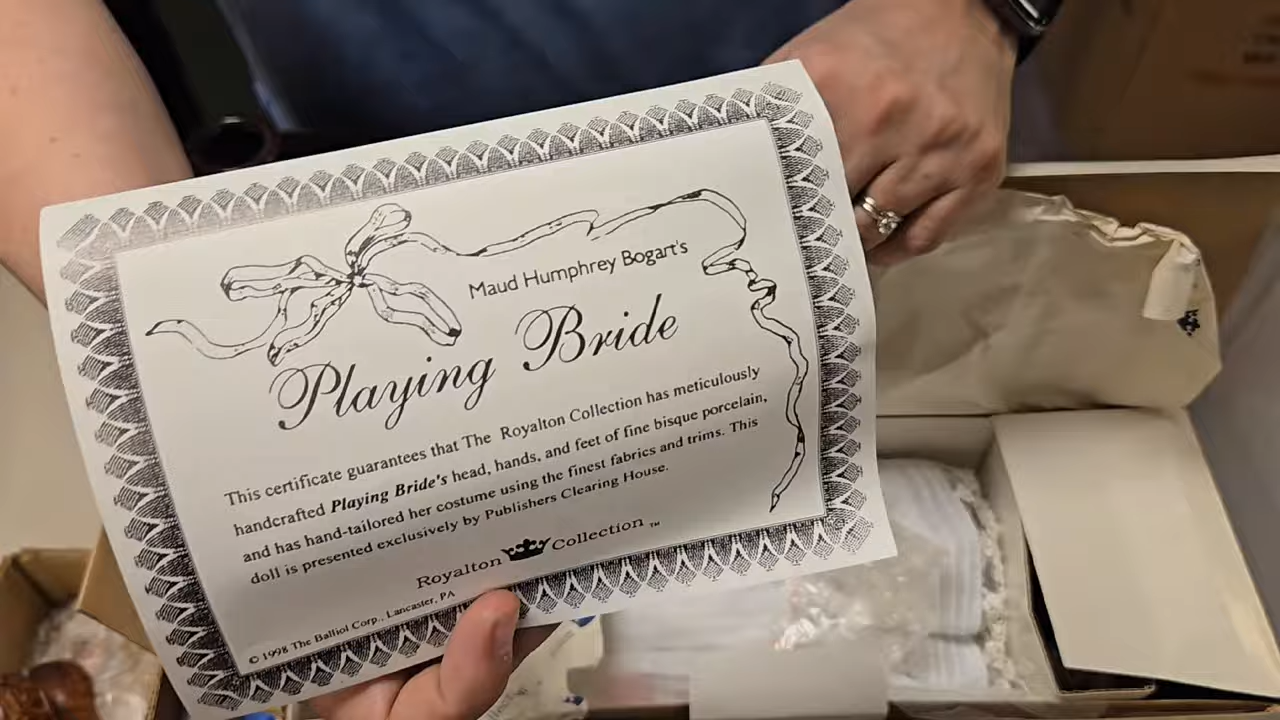 Maud Humphrey Bogart's
Playing Bride
This certificate guarantees that The Royalton Collection has meticulously
handcrafted Playing Bride's head, hands, and feet of fine bisque porcelain,
and has hand-tailored her costume using the finest fabrics and trims. This
doll is presented exclusively by Publishers Clearing House.
Royalton Collection ™
© 1998 The Balliol Corp., Lancaster, PA